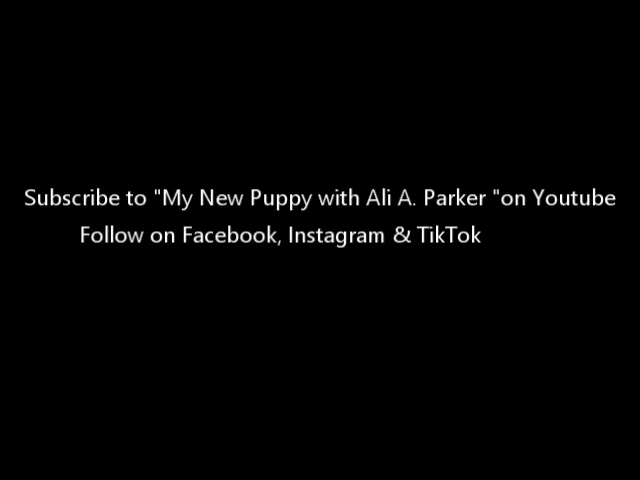 Subscribe to "My New Puppy with Ali A. Parker "on Youtube
Follow on Facebook, Instagram & TikTok